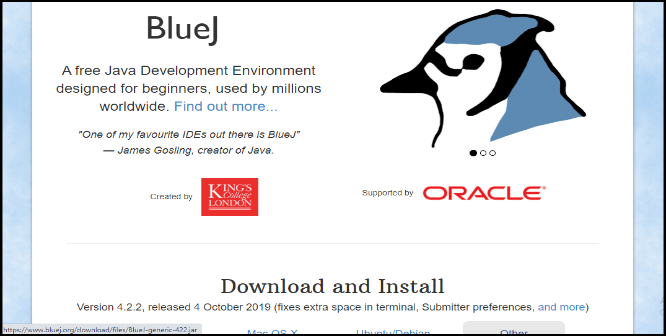 BlueJ
A free Java Development Environment
designed for beginners, used by millions
worldwide. Find out more...
"One of my favourite IDEs out there is BlueJ"
— James Gosling, creator of Java.
Created by
KING'S
College
LONDON
Supported by
ORACLE
Download and Install
Version 4.2.2, released 4 October 2019 (fixes extra space in terminal, Submitter preferences, and more)
https://www.bluej.org/download/files/BlueJ-generic-422.jar
Mac OS X
Ubuntu/Debian
Other